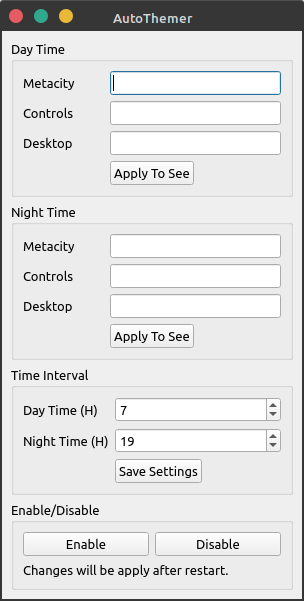 AutoThemer
Day Time
Metacity
Controls
Desktop
Apply To See
Night Time
Metacity
Controls
Desktop
Apply To See
Time Interval
Day Time (H) 7
Night Time (H) 19
Save Settings
Enable/Disable
Enable Disable
Changes will be apply after restart.